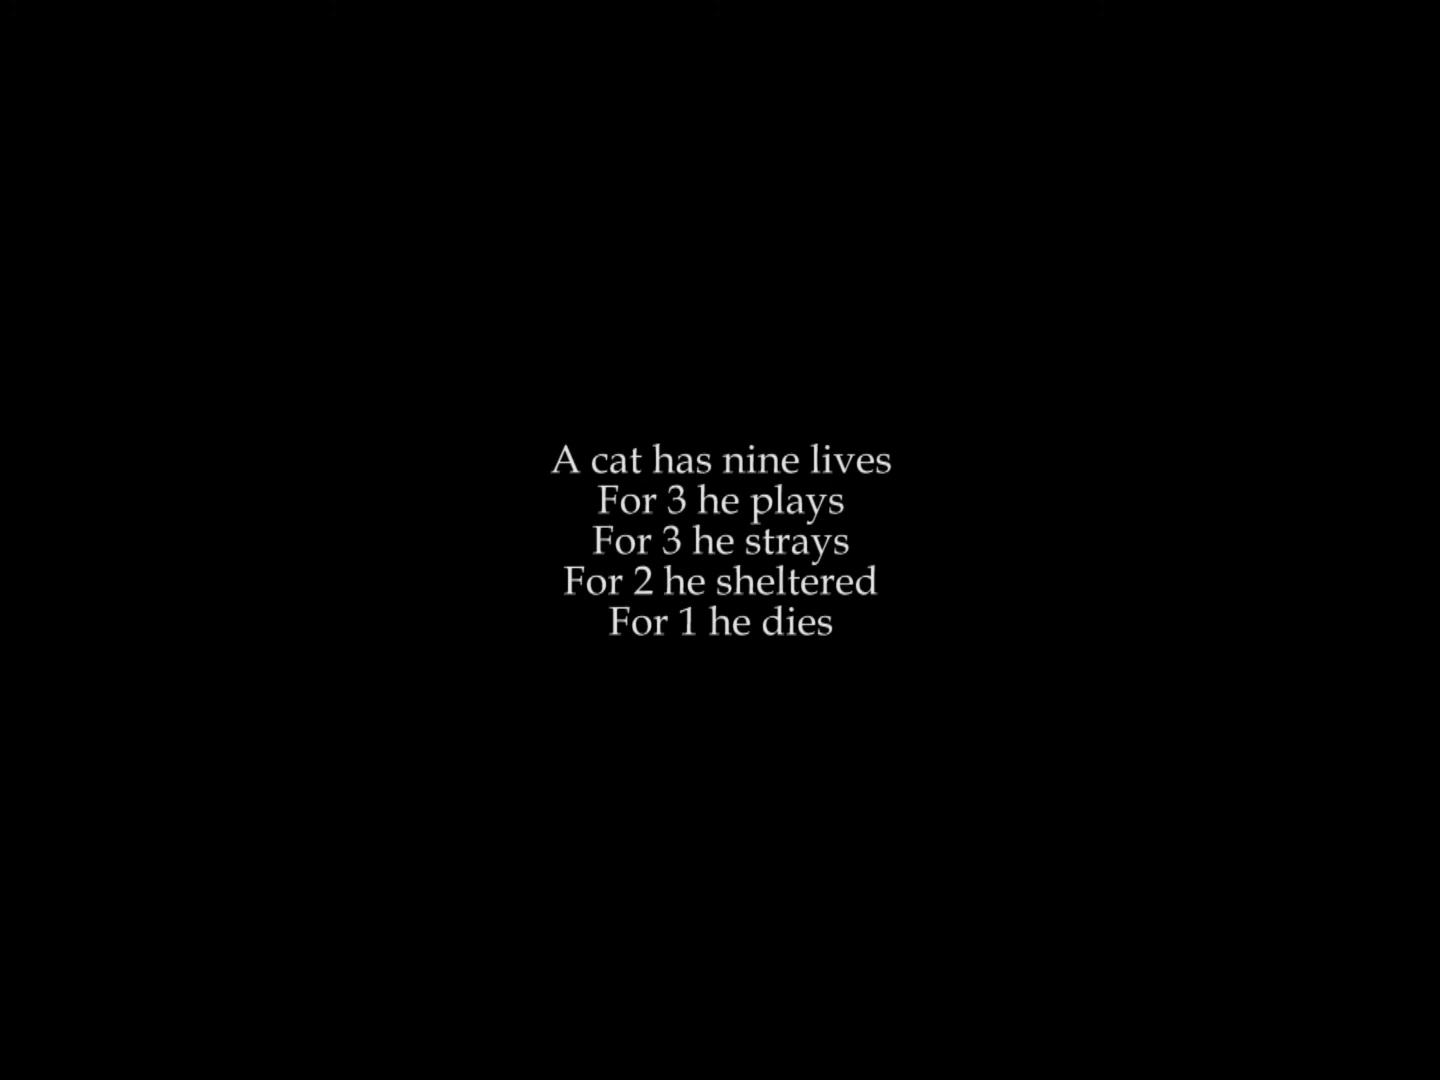 A cat has nine lives
For 3 he plays
For 3 he strays
For 2 he sheltered
For 1 he dies